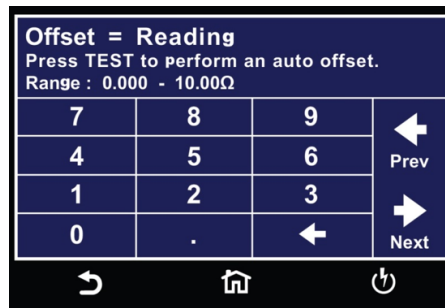 Offset = Reading
Press TEST to perform an auto offset.
Range : 0.000 - 10.00Ω
7 8 9
4 5 6 Prev
1 2 3
0 . Next